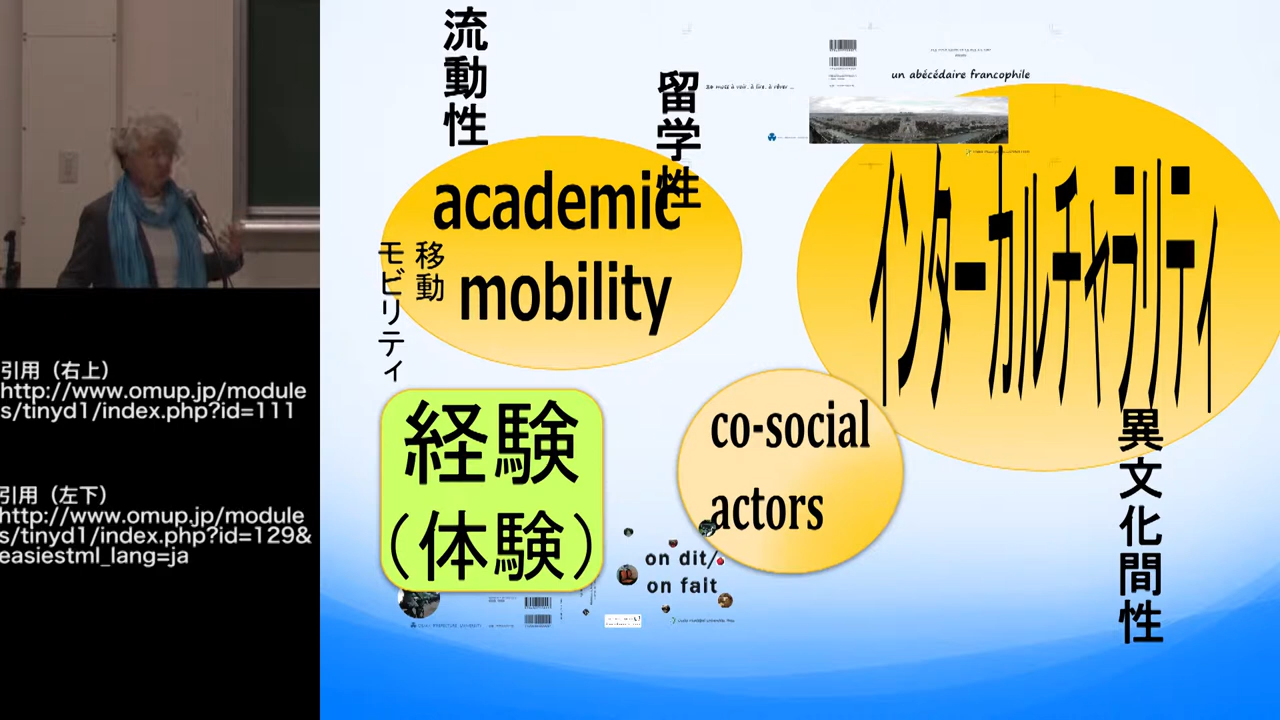 流動性
留学性
un abécédaire francophile
academic
mobility
移動
モビリティ
インターカルチャラリティ
経験
（体験）
co-social
actors
異文化間性
on dit/
on fait
引用（右上）
http://www.omup.jp/module
s/tinyd1/index.php?id=111
引用（左下）
http://www.omup.jp/module
s/tinyd1/index.php?id=129&
easiestml_lang=ja